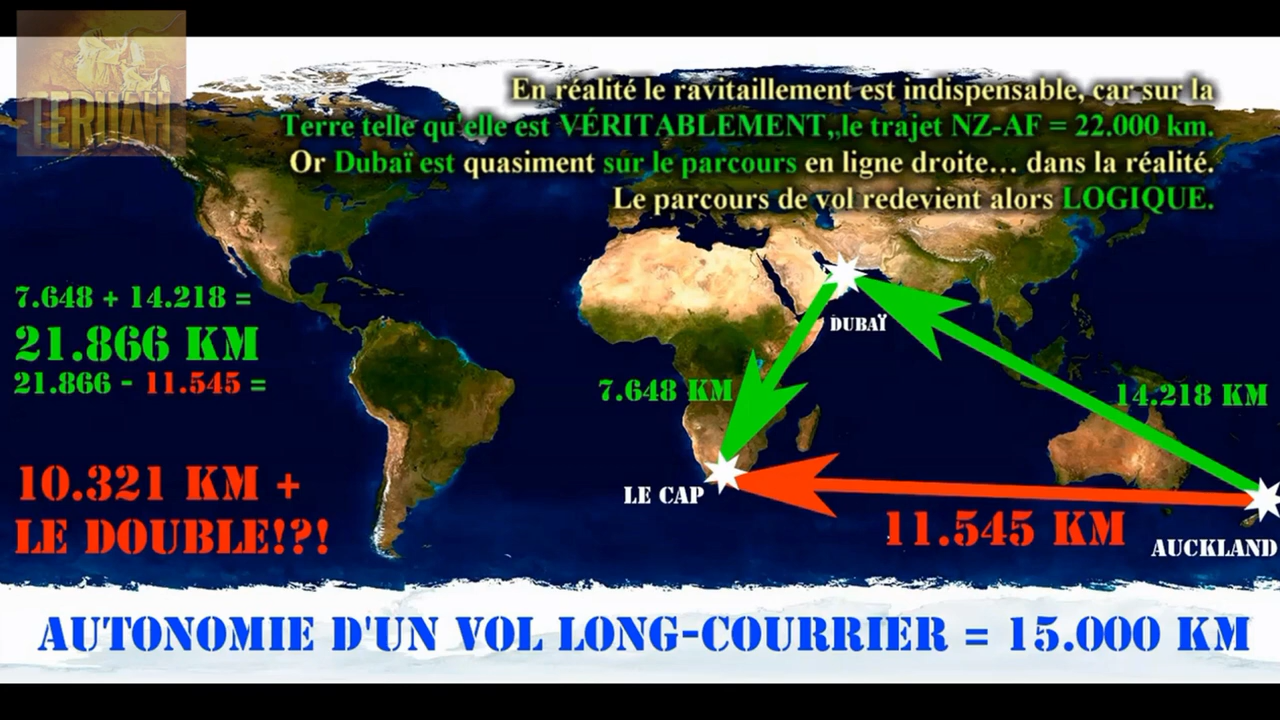 TERUAH
En réalité le ravitaillement est indispensable, car sur la
Terre telle qu'elle est VÉRITABLEMENT,,le trajet NZ-AF = 22.000 km.
Or Dubaï est quasiment sur le parcours en ligne droite... dans la réalité.
Le parcours de vol redevient alors LOGIQUE.
7.648 + 14.218 =
21.866 KM
21.866 - 11.545 =
10.321 KM +
LE DOUBLE!?!
DUBAÏ
7.648 KM
14.218 KM
LE CAP
11.545 KM
AUCKLAND
AUTONOMIE D'UN VOL LONG-COURRIER = 15.000 KM